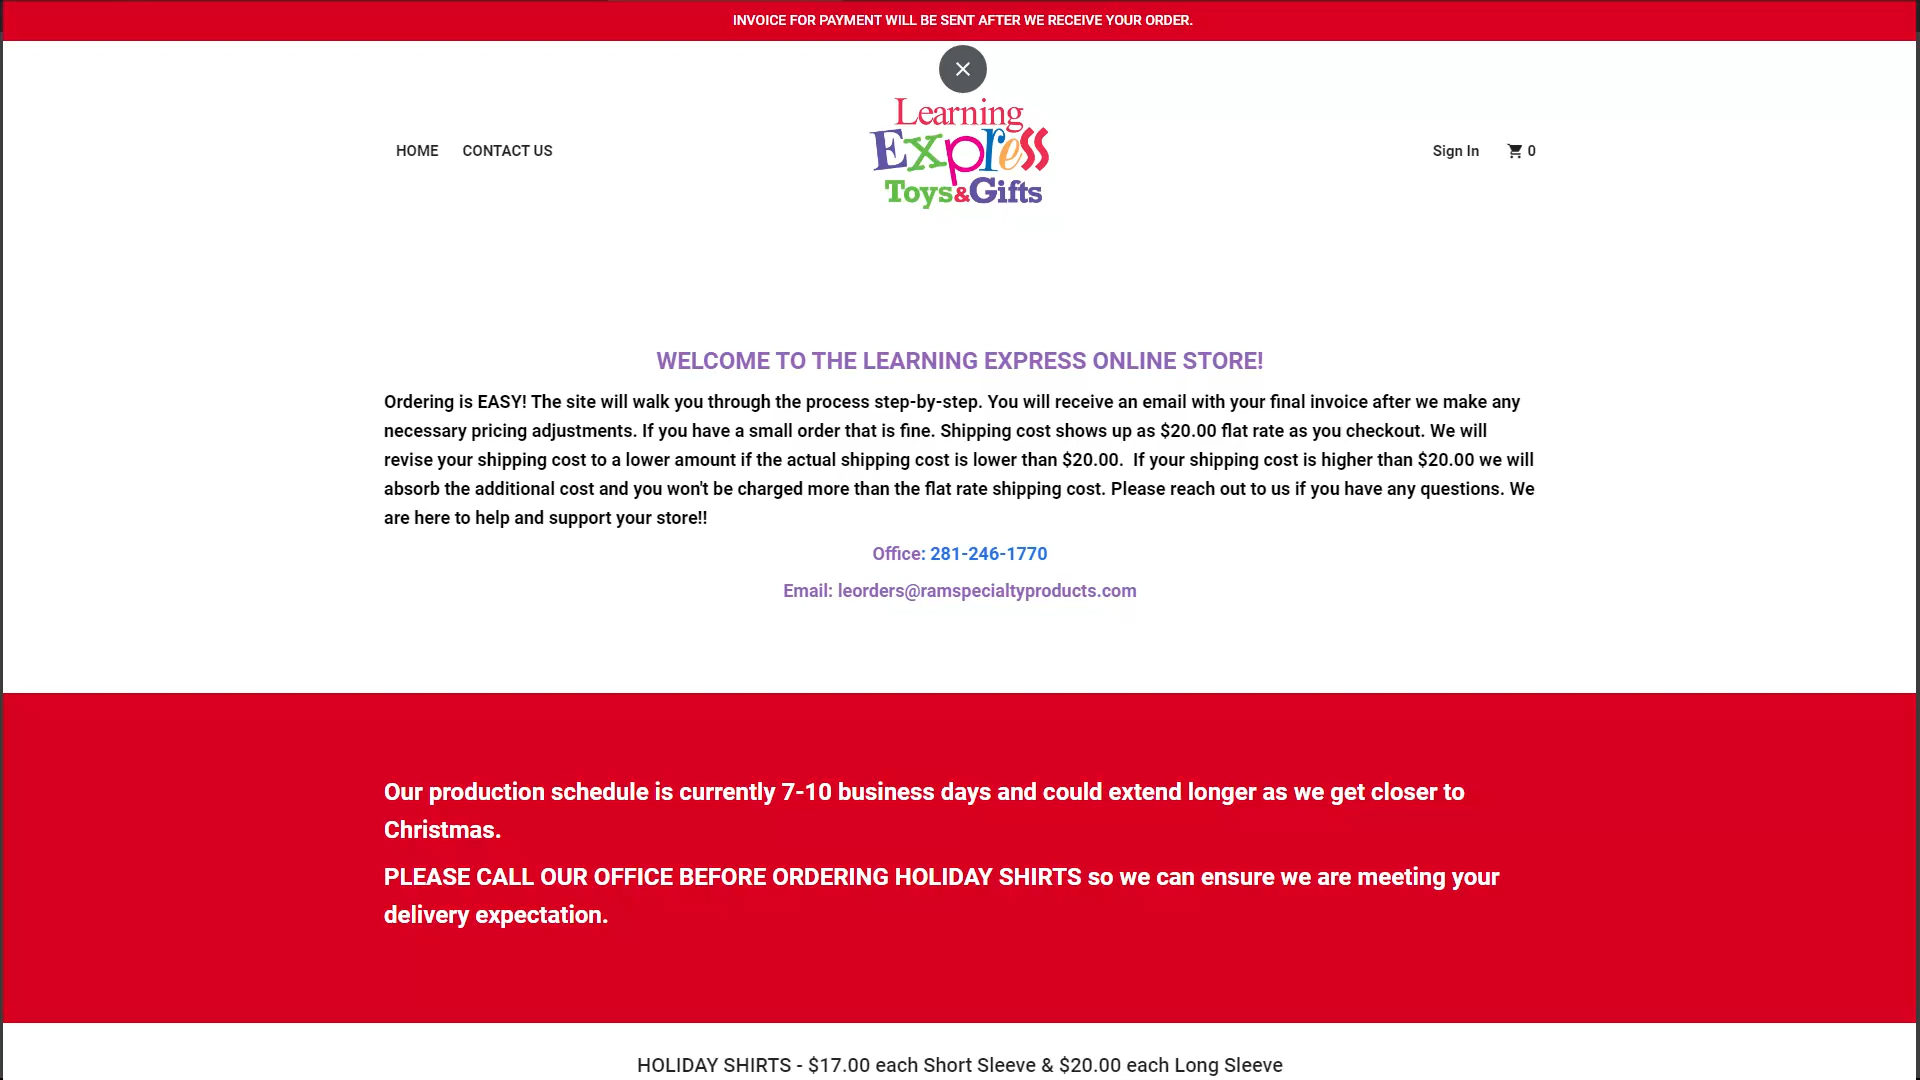 INVOICE FOR PAYMENT WILL BE SENT AFTER WE RECEIVE YOUR ORDER.
HOME CONTACT US
Learning
Express
Toys&Gifts
Sign In 0
WELCOME TO THE LEARNING EXPRESS ONLINE STORE!
Ordering is EASY! The site will walk you through the process step-by-step. You will receive an email with your final invoice after we make any
necessary pricing adjustments. If you have a small order that is fine. Shipping cost shows up as $20.00 flat rate as you checkout. We will
revise your shipping cost to a lower amount if the actual shipping cost is lower than $20.00.  If your shipping cost is higher than $20.00 we will
absorb the additional cost and you won't be charged more than the flat rate shipping cost. Please reach out to us if you have any questions. We
are here to help and support your store!!
Office: 281-246-1770
Email: leorders@ramspecialtyproducts.com
Our production schedule is currently 7-10 business days and could extend longer as we get closer to
Christmas.
PLEASE CALL OUR OFFICE BEFORE ORDERING HOLIDAY SHIRTS so we can ensure we are meeting your
delivery expectation.
HOLIDAY SHIRTS - $17.00 each Short Sleeve & $20.00 each Long Sleeve